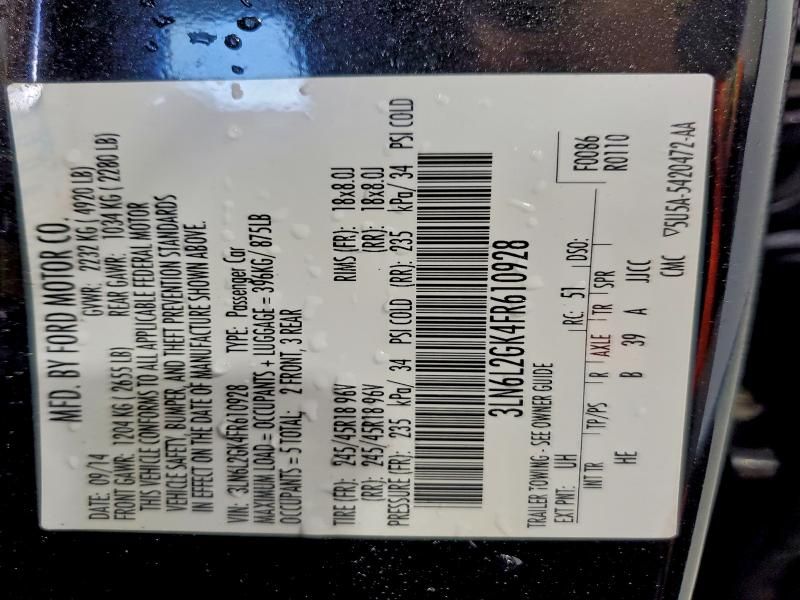 MFD. BY FORD MOTOR CO.
DATE: 09/14 GVWR: 2232 KG ( 4920 LB)
FRONT GAWR: 1204 KG ( 2655 LB) REAR GAWR: 1034 KG ( 2280 LB)
THIS VEHICLE CONFORMS TO ALL APPLICABLE FEDERAL MOTOR
VEHICLE SAFETY, BUMPER, AND THEFT PREVENTION STANDARDS
IN EFFECT ON THE DATE OF MANUFACTURE SHOWN ABOVE.
VIN: 3LN6L2GK4FR610928 TYPE: Passenger Car
MAXIMUM LOAD = OCCUPANTS + LUGGAGE = 396KG/ 875LB
OCCUPANTS = 5 TOTAL: 2 FRONT, 3 REAR
TIRE (FR): 245/45R18 96V RIMS (FR): 18x8.0J
(RR): 245/45R18 96V (RR): 18x8.0J
PRESSURE (FR): 235 kPa/ 34 PSI COLD (RR): 235 kPa/ 34 PSI COLD
3LN6L2GK4FR610928
TRAILER TOWING - SEE OWNER GUIDE F0086
EXT PNT: UH RC: 51 DSO: R0110
INT TR TP/PS R AXLE TR SPR
HE B 39 A JJCC
CMC ▽5U5A-5420472-AA